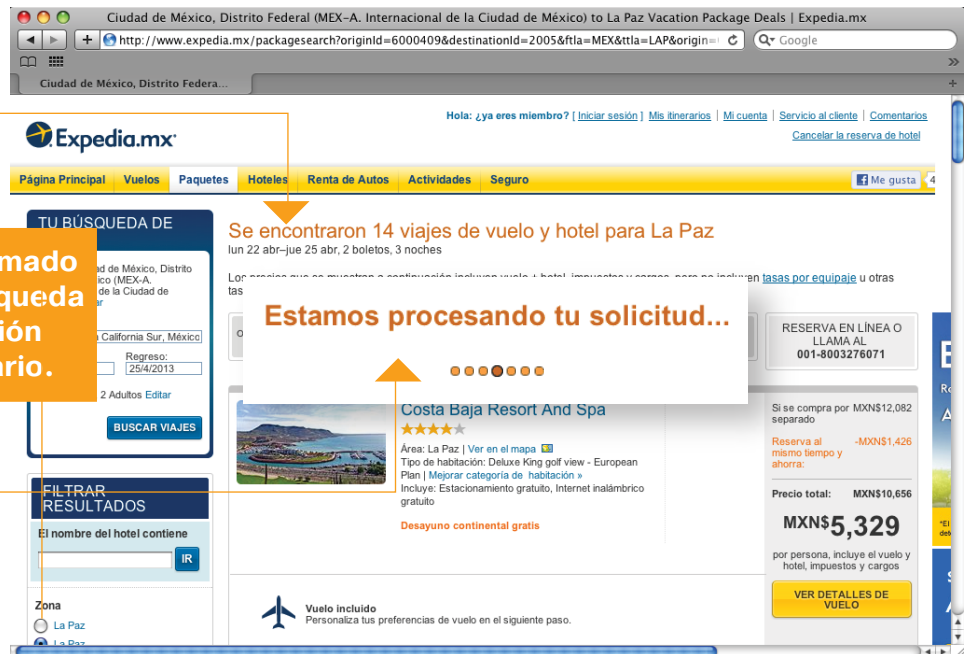 Ciudad de México, Distrito Federal (MEX-A. Internacional de la Ciudad de México) to La Paz Vacation Package Deals | Expedia.mx
http://www.expedia.mx/packagesearch?originId=6000409&destinationId=2005&ftla=MEX&ttla=LAP&origin=
Google
Ciudad de México, Distrito Federa...
Hola: ¿ya eres miembro? [ Iniciar sesión ] Mis itinerarios | Mi cuenta | Servicio al cliente | Comentarios
Cancelar la reserva de hotel
Expedia.mx
Página Principal Vuelos Paquetes Hoteles Renta de Autos Actividades Seguro
Me gusta 4
TU BÚSQUEDA DE
mado
queda
ión
ario.
ad de México, Distrito
ico (MEX-A.
de la Ciudad de
ar
California Sur, México
Regreso:
25/4/2013
2 Adultos Editar
BUSCAR VIAJES
FILTRAR
RESULTADOS
El nombre del hotel contiene
IR
Zona
La Paz
La Paz
Se encontraron 14 viajes de vuelo y hotel para La Paz
lun 22 abr–jue 25 abr, 2 boletos, 3 noches
Los precios que se muestran a continuación incluyen vuelo + hotel, impuestos y cargos, pero no incluyen tasas por equipaje u otras
tas
Estamos procesando tu solicitud...
RESERVA EN LÍNEA O
LLAMA AL
001-8003276071
Costa Baja Resort And Spa
Área: La Paz | Ver en el mapa
Tipo de habitación: Deluxe King golf view - European
Plan | Mejorar categoría de habitación »
Incluye: Estacionamiento gratuito, Internet inalámbrico
gratuito
Desayuno continental gratis
Si se compra por separado MXN$12,082
Reserva al mismo tiempo y ahorra: -MXN$1,426
Precio total: MXN$10,656
MXN$5,329
por persona, incluye el vuelo y
hotel, impuestos y cargos
VER DETALLES DE
VUELO
Vuelo incluido
Personaliza tus preferencias de vuelo en el siguiente paso.